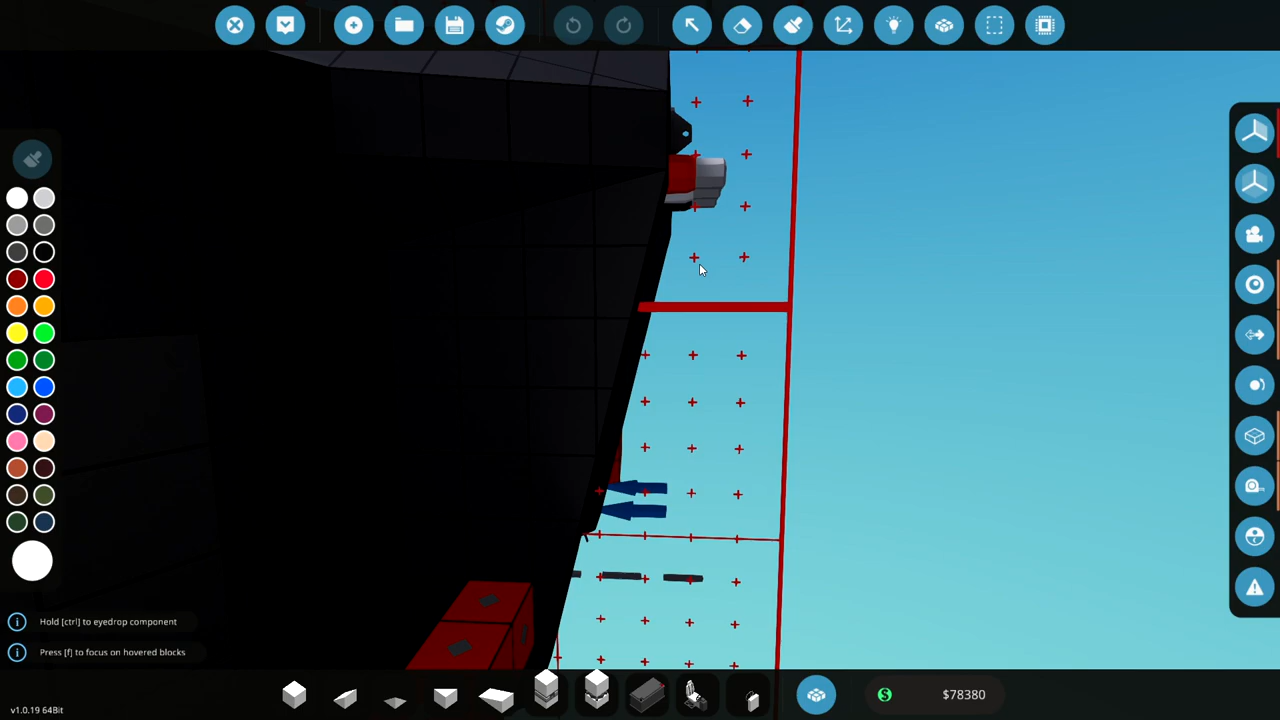 Hold [ctrl] to eyedrop component
Press [f] to focus on hovered blocks
v1.0.19 64Bit
$ $78380